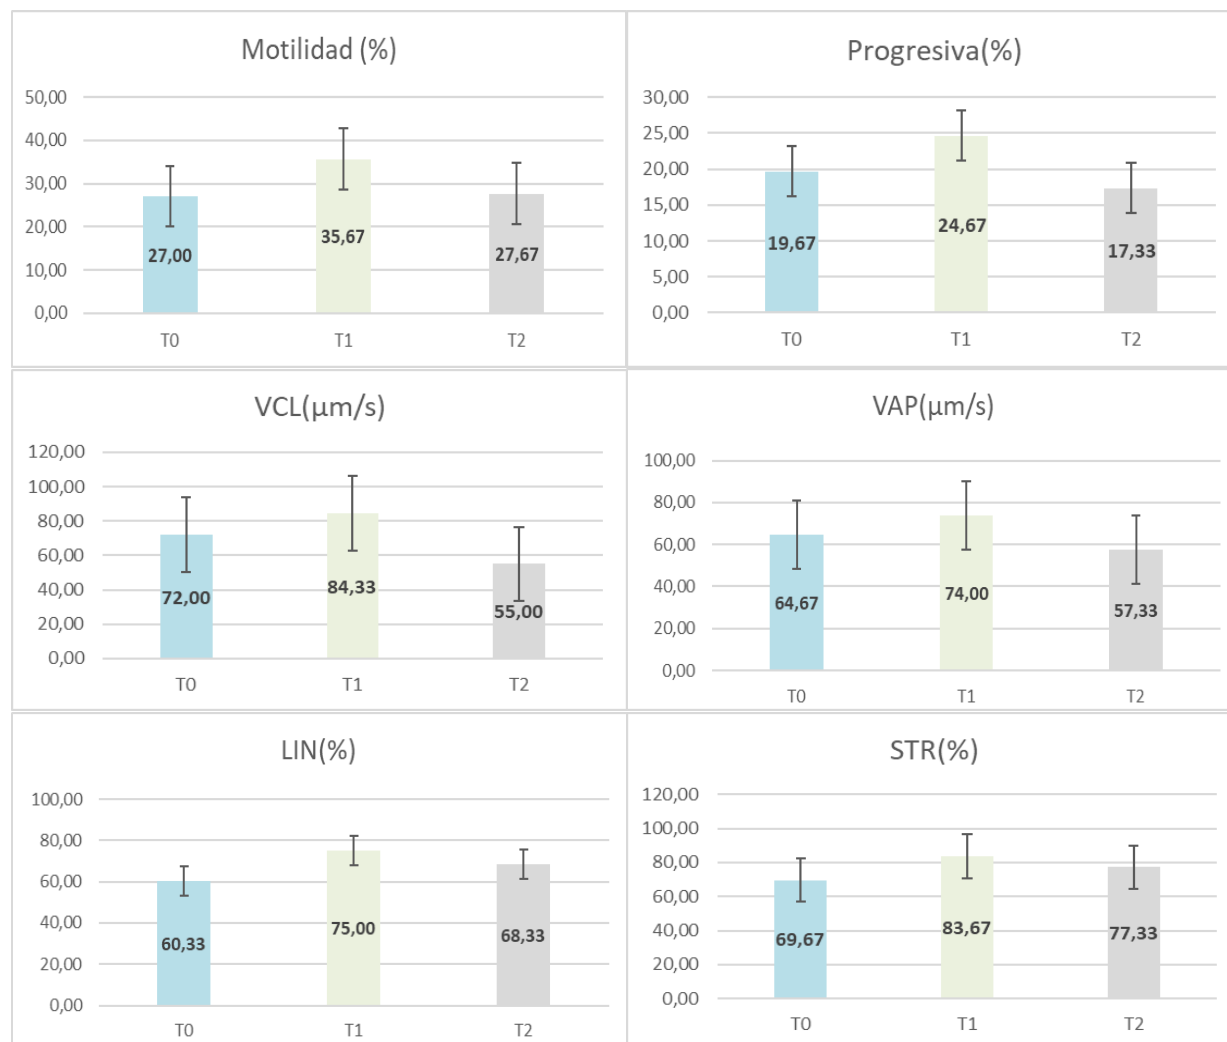 Motilidad (%)
50,00
40,00
30,00
20,00
10,00
0,00
27,00
35,67
27,67
T0
T1
T2
Progresiva(%)
30,00
25,00
20,00
15,00
10,00
5,00
0,00
19,67
24,67
17,33
T0
T1
T2
VCL(µm/s)
120,00
100,00
80,00
60,00
40,00
20,00
0,00
72,00
84,33
55,00
T0
T1
T2
VAP(µm/s)
100,00
80,00
60,00
40,00
20,00
0,00
64,67
74,00
57,33
T0
T1
T2
LIN(%)
100,00
80,00
60,00
40,00
20,00
0,00
60,33
75,00
68,33
T0
T1
T2
STR(%)
120,00
100,00
80,00
60,00
40,00
20,00
0,00
69,67
83,67
77,33
T0
T1
T2